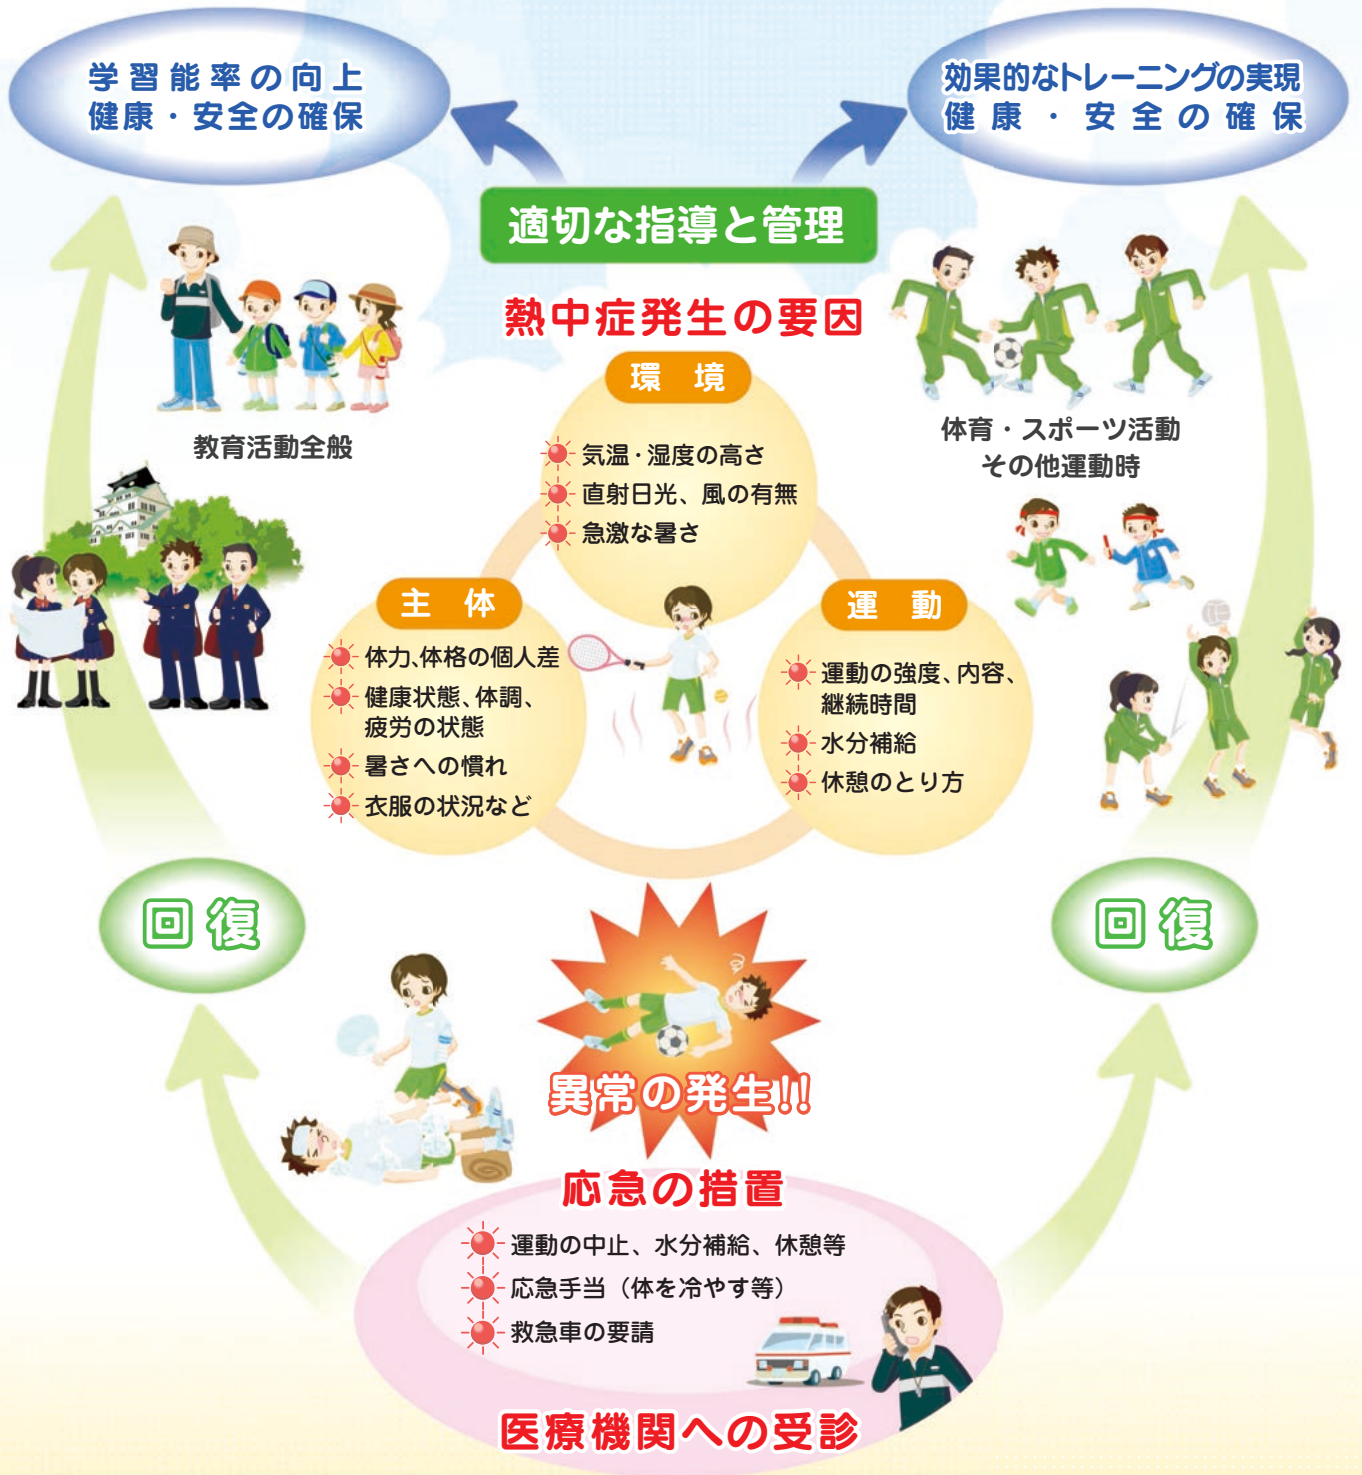 学習能率の向上
健康・安全の確保
効果的なトレーニングの実現
健康・安全の確保
適切な指導と管理
熱中症発生の要因
環境
気温・湿度の高さ
直射日光、風の有無
急激な暑さ
教育活動全般
体育・スポーツ活動
その他運動時
主体
体力、体格の個人差
健康状態、体調、
疲労の状態
暑さへの慣れ
衣服の状況など
運動
運動の強度、内容、
継続時間
水分補給
休憩のとり方
回復
回復
異常の発生!!
応急の措置
運動の中止、水分補給、休憩等
応急手当（体を冷やす等）
救急車の要請
医療機関への受診